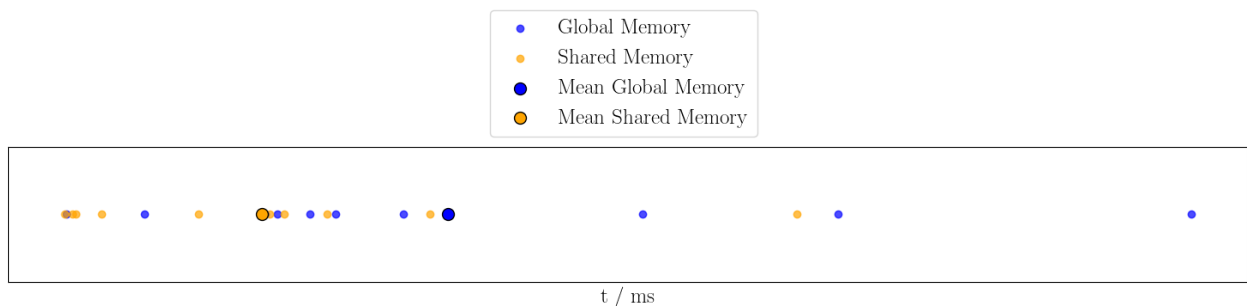 Global Memory
Shared Memory
Mean Global Memory
Mean Shared Memory
t / ms